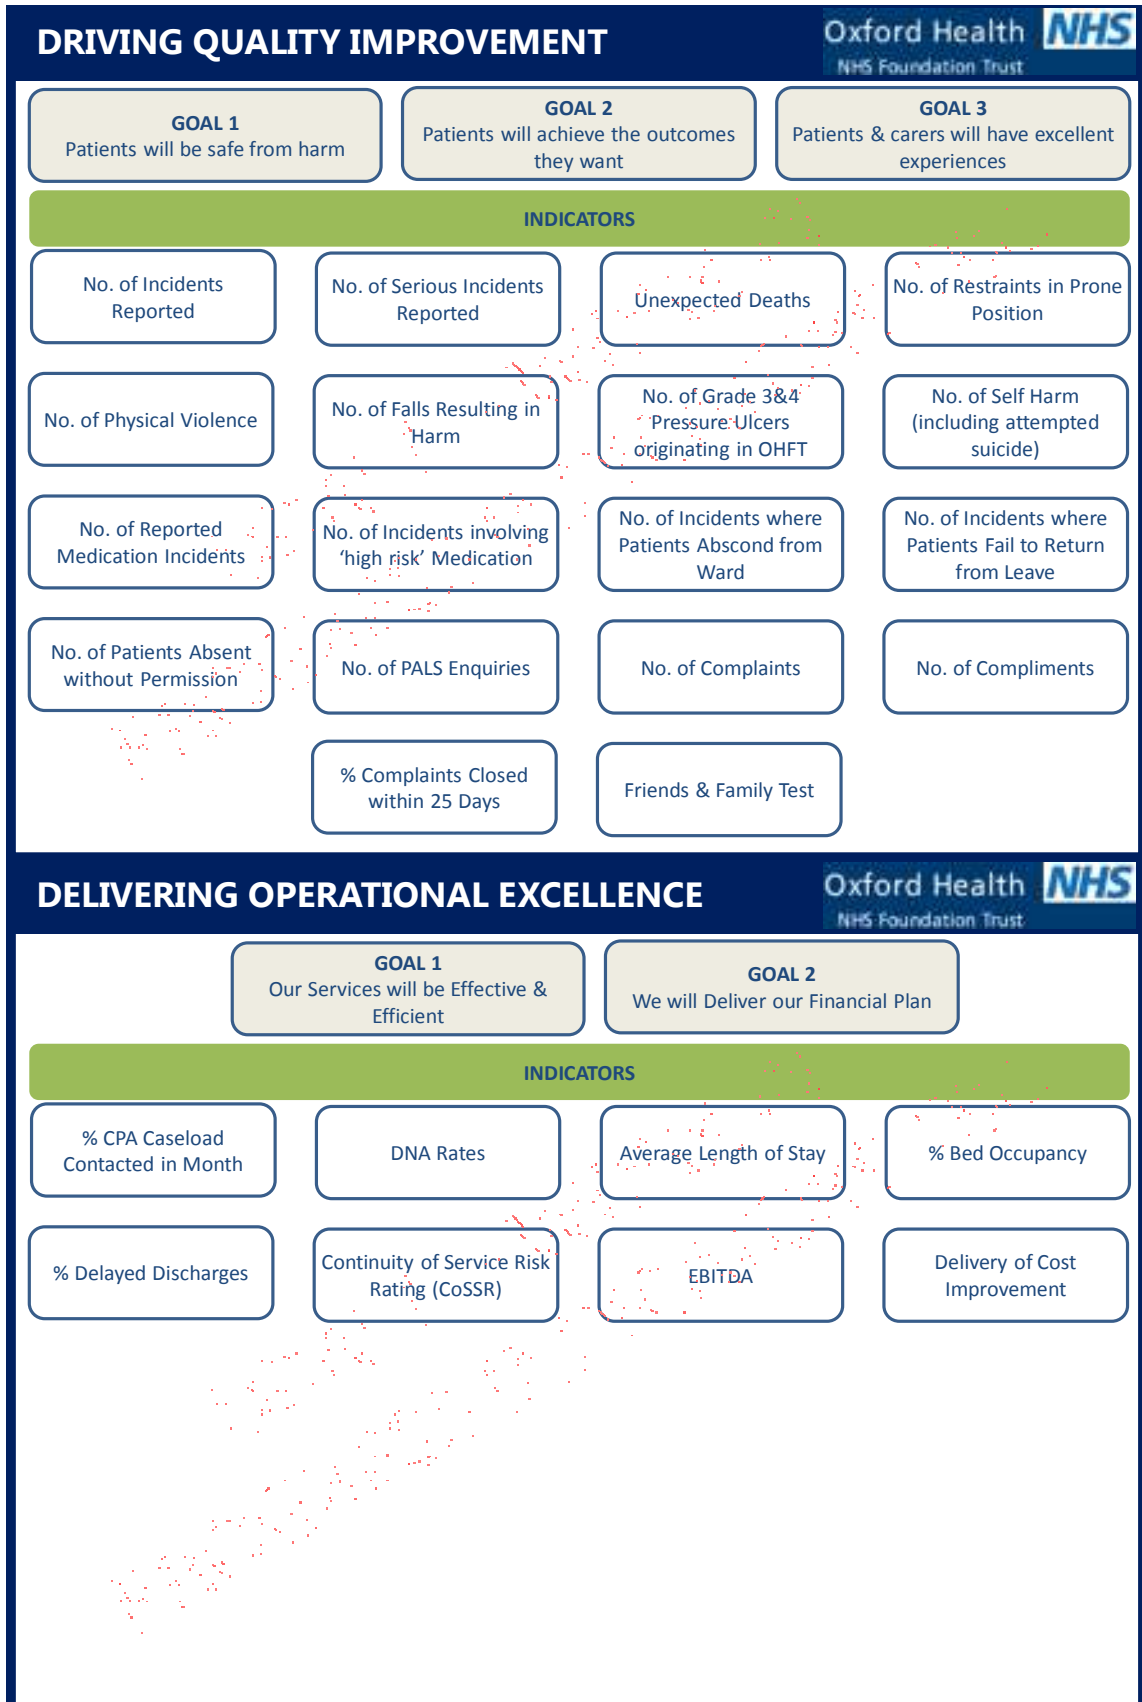 DRIVING QUALITY IMPROVEMENT
Oxford Health NHS
NHS Foundation Trust
GOAL 1
Patients will be safe from harm
GOAL 2
Patients will achieve the outcomes
they want
GOAL 3
Patients & carers will have excellent
experiences
INDICATORS
No. of Incidents
Reported
No. of Serious Incidents
Reported
Unexpected Deaths
No. of Restraints in Prone
Position
No. of Physical Violence
No. of Falls Resulting in
Harm
No. of Grade 3&4
Pressure Ulcers
originating in OHFT
No. of Self Harm
(including attempted
suicide)
No. of Reported
Medication Incidents
No. of Incidents involving
‘high risk’ Medication
No. of Incidents where
Patients Abscond from
Ward
No. of Incidents where
Patients Fail to Return
from Leave
No. of Patients Absent
without Permission
No. of PALS Enquiries
No. of Complaints
No. of Compliments
% Complaints Closed
within 25 Days
Friends & Family Test
DELIVERING OPERATIONAL EXCELLENCE
Oxford Health NHS
NHS Foundation Trust
GOAL 1
Our Services will be Effective &
Efficient
GOAL 2
We will Deliver our Financial Plan
INDICATORS
% CPA Caseload
Contacted in Month
DNA Rates
Average Length of Stay
% Bed Occupancy
% Delayed Discharges
Continuity of Service Risk
Rating (CoSSR)
EBITDA
Delivery of Cost
Improvement